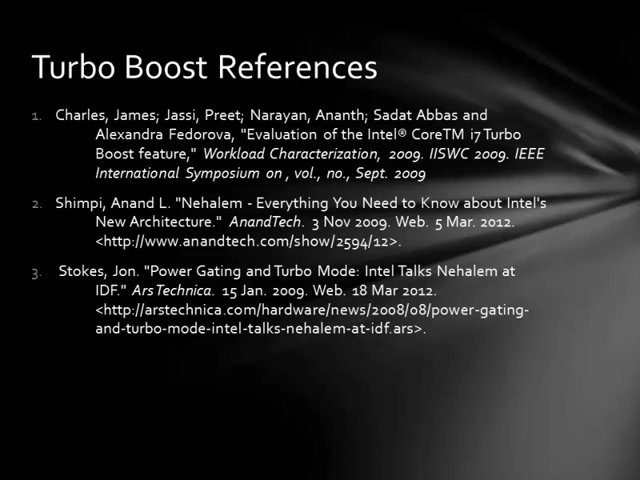 Turbo Boost References
1. Charles, James; Jassi, Preet; Narayan, Ananth; Sadat Abbas and
Alexandra Fedorova, "Evaluation of the Intel® CoreTM i7 Turbo
Boost feature," Workload Characterization, 2009. IISWC 2009. IEEE
International Symposium on , vol., no., Sept. 2009
2. Shimpi, Anand L. "Nehalem - Everything You Need to Know about Intel's
New Architecture." AnandTech. 3 Nov 2009. Web. 5 Mar. 2012.
<http://www.anandtech.com/show/2594/12>.
3. Stokes, Jon. "Power Gating and Turbo Mode: Intel Talks Nehalem at
IDF." Ars Technica. 15 Jan. 2009. Web. 18 Mar 2012.
<http://arstechnica.com/hardware/news/2008/08/power-gating-
and-turbo-mode-intel-talks-nehalem-at-idf.ars>.